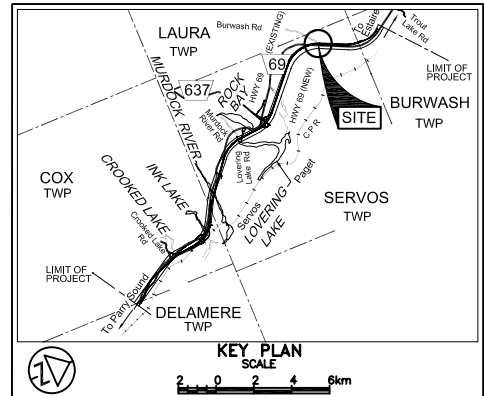 LAURA
TWP
Burwash Rd
(EXISTING)
HWY 69
69
To
Estaire
Trout
Lake Rd
LIMIT OF
PROJECT
BURWASH
TWP
SITE
HWY 69 (NEW)
C P R
637
ROCK
BAY
Murdock
River Rd
MURDOCK RIVER
Lovering
Lake Rd
Paget
LOVERING
LAKE
Servos
SERVOS
TWP
COX
TWP
INK LAKE
CROOKED LAKE
Crooked Lake
Rd
LIMIT OF
PROJECT
To Parry Sound
DELAMERE
TWP
KEY PLAN
SCALE
2 0 2 4 6km
N